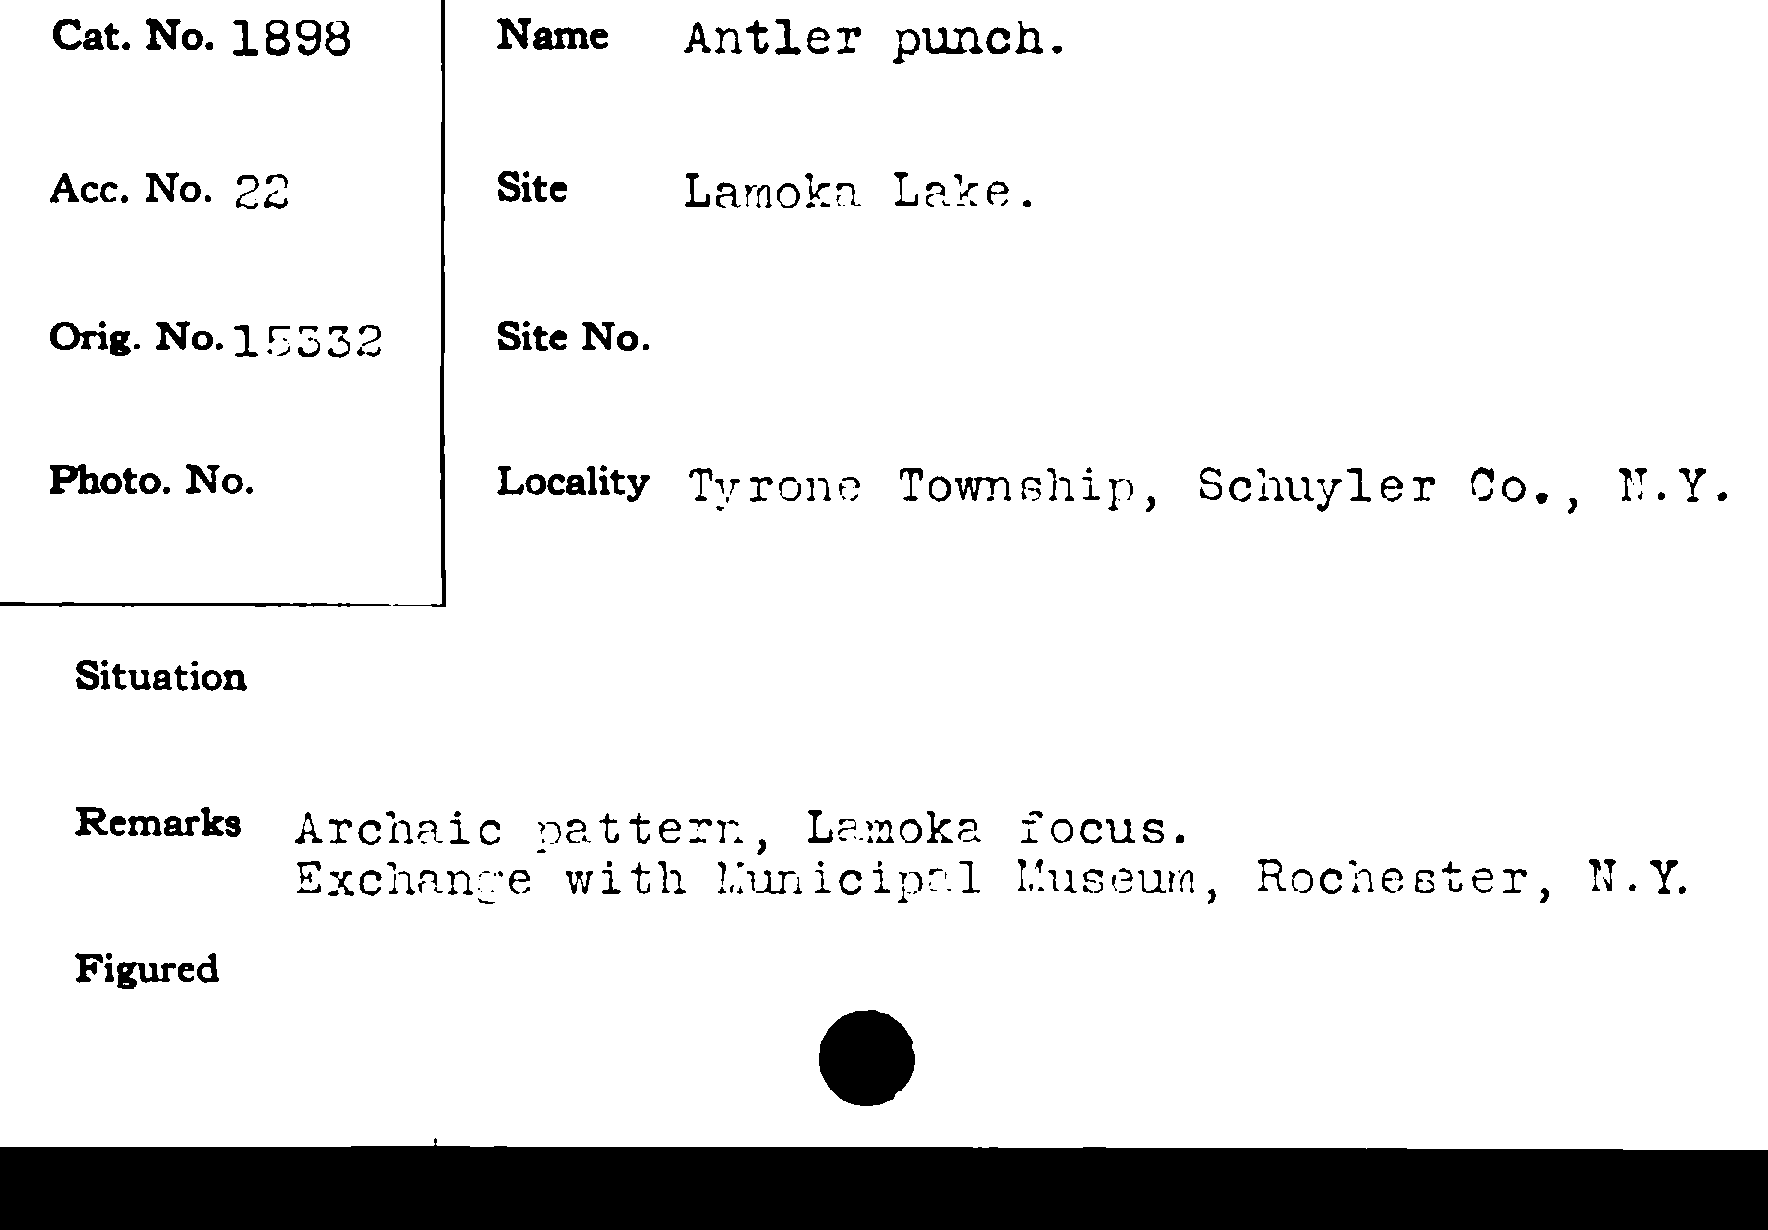 Cat. No. 1898
Name Antler punch.
Acc. No. 22
Site Lamoka Lake.
Orig. No. 15332
Site No.
Photo. No.
Locality Tyrone Township, Schuyler Co., N.Y.
Situation
Remarks Archaic pattern, Lamoka focus.
Exchange with Municipal Museum, Rochester, N.Y.
Figured